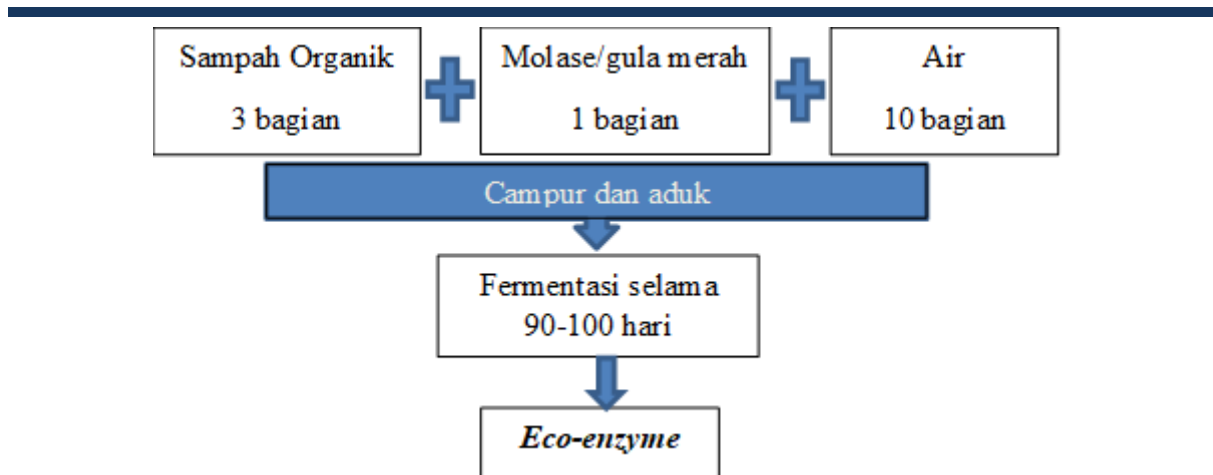 Sampah Organik
3 bagian
Molase/gula merah
1 bagian
Air
10 bagian
Campur dan aduk
Fermentasi selama
90-100 hari
Eco-enzyme